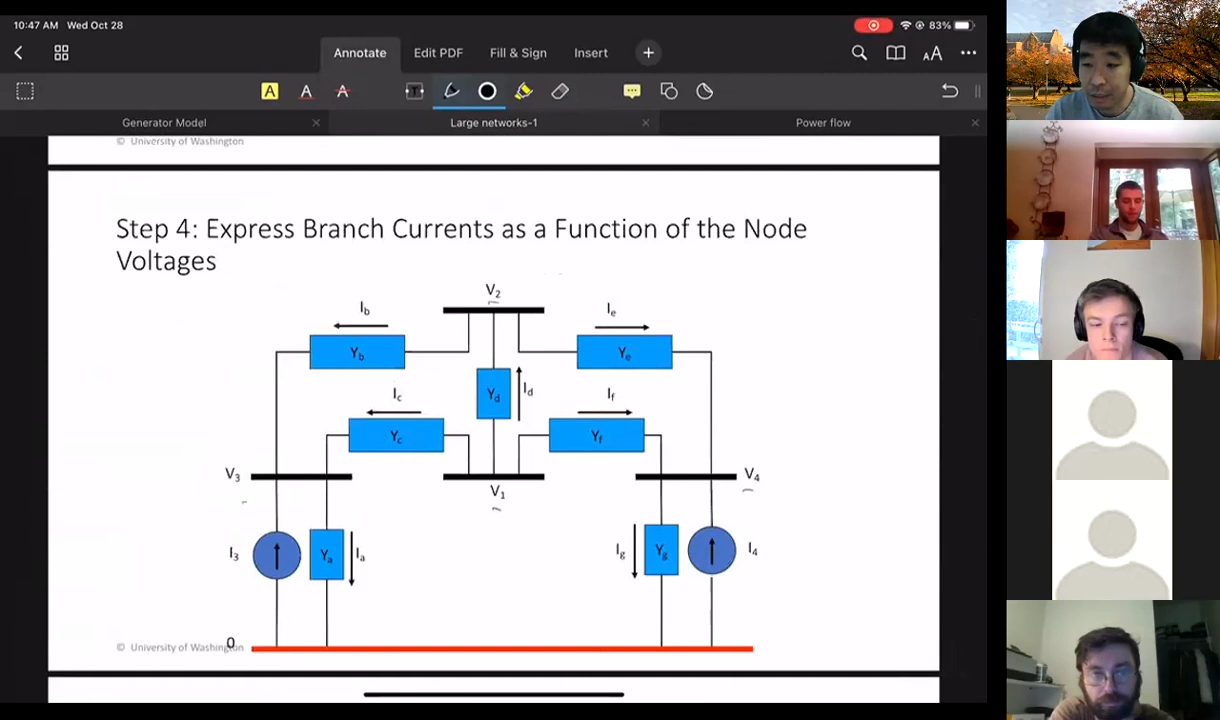 10:47 AM Wed Oct 28
83%
Annotate Edit PDF Fill & Sign Insert +
AA
A A A T
Generator Model × Large networks-1 × Power flow ×
© University of Washington
Step 4: Express Branch Currents as a Function of the Node
Voltages
V2
Ib Ie
Yb Ye
Yd Id
Ic If
Yc Yf
V3 V4
V1
I3 Ya Ia Ig Yg I4
0
© University of Washington